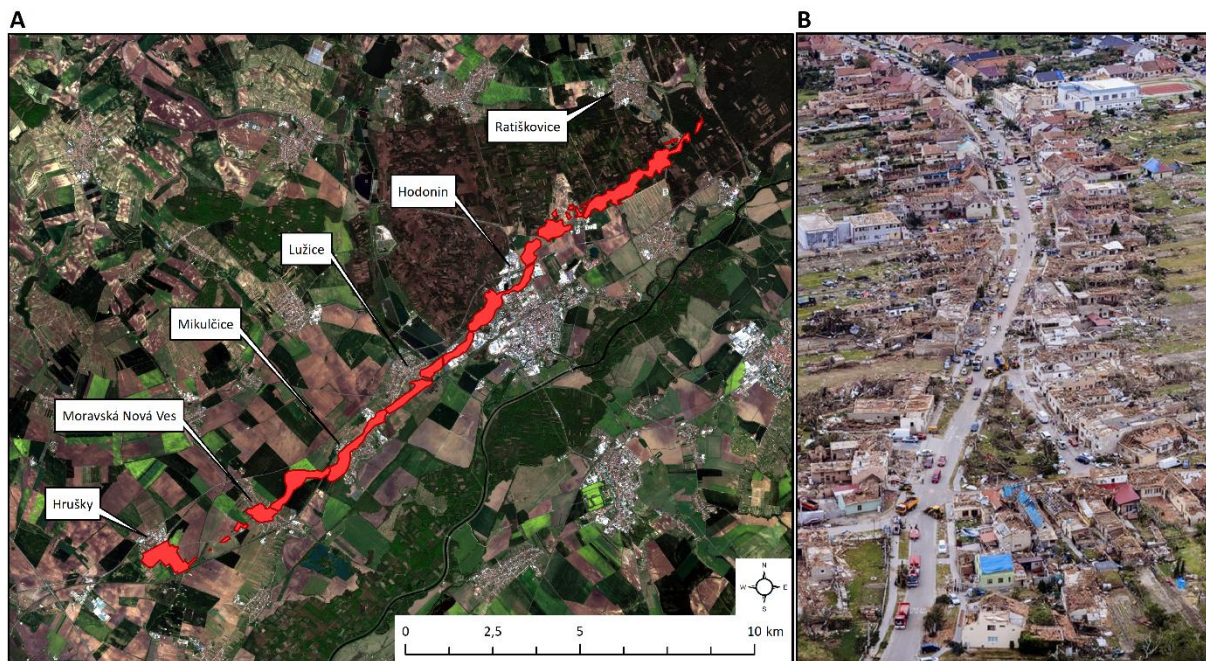 A
B
Ratiškovice
Hodonin
Lužice
Mikulčice
Moravská Nová Ves
Hrušky
N
W E
S
0 2,5 5 10 km